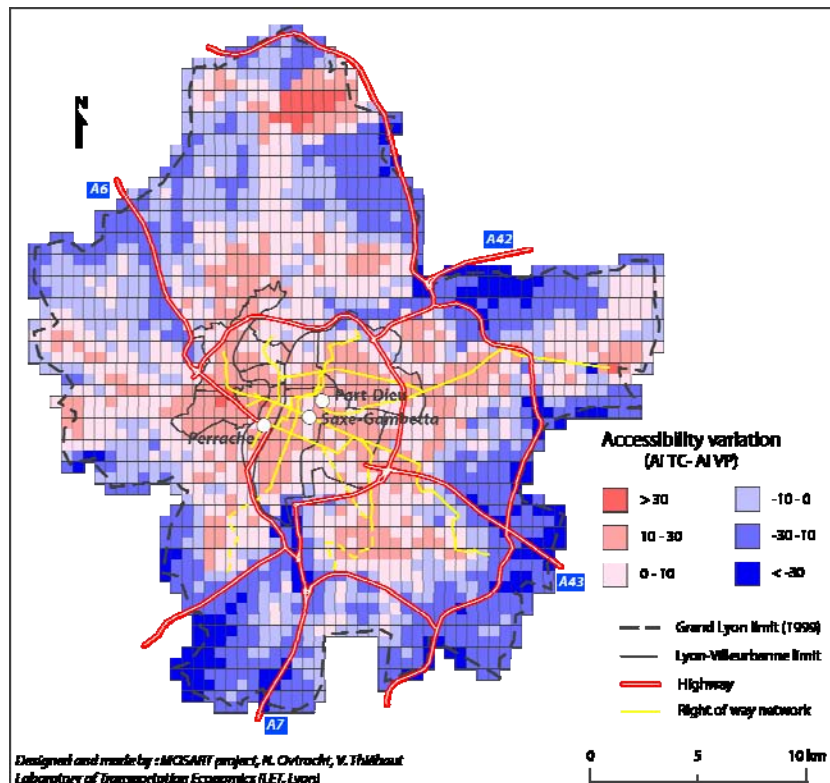 N
A6
A42
Part Dieu
Saxe-Gambetta
Perrache
Accessibility variation
(AI TC- AI VP)
> 30
-10 - 0
10 - 30
-30 -10
0 - 10
< -30
A43
Grand Lyon limit (1999)
Lyon-Villeurbanne limit
Highway
Right of way network
A7
Designed and made by : MOSART project, N. Ovtracht, V. Thiébaut
Laboratory of Transportation Economics (LET, Lyon)
0 5 10 km